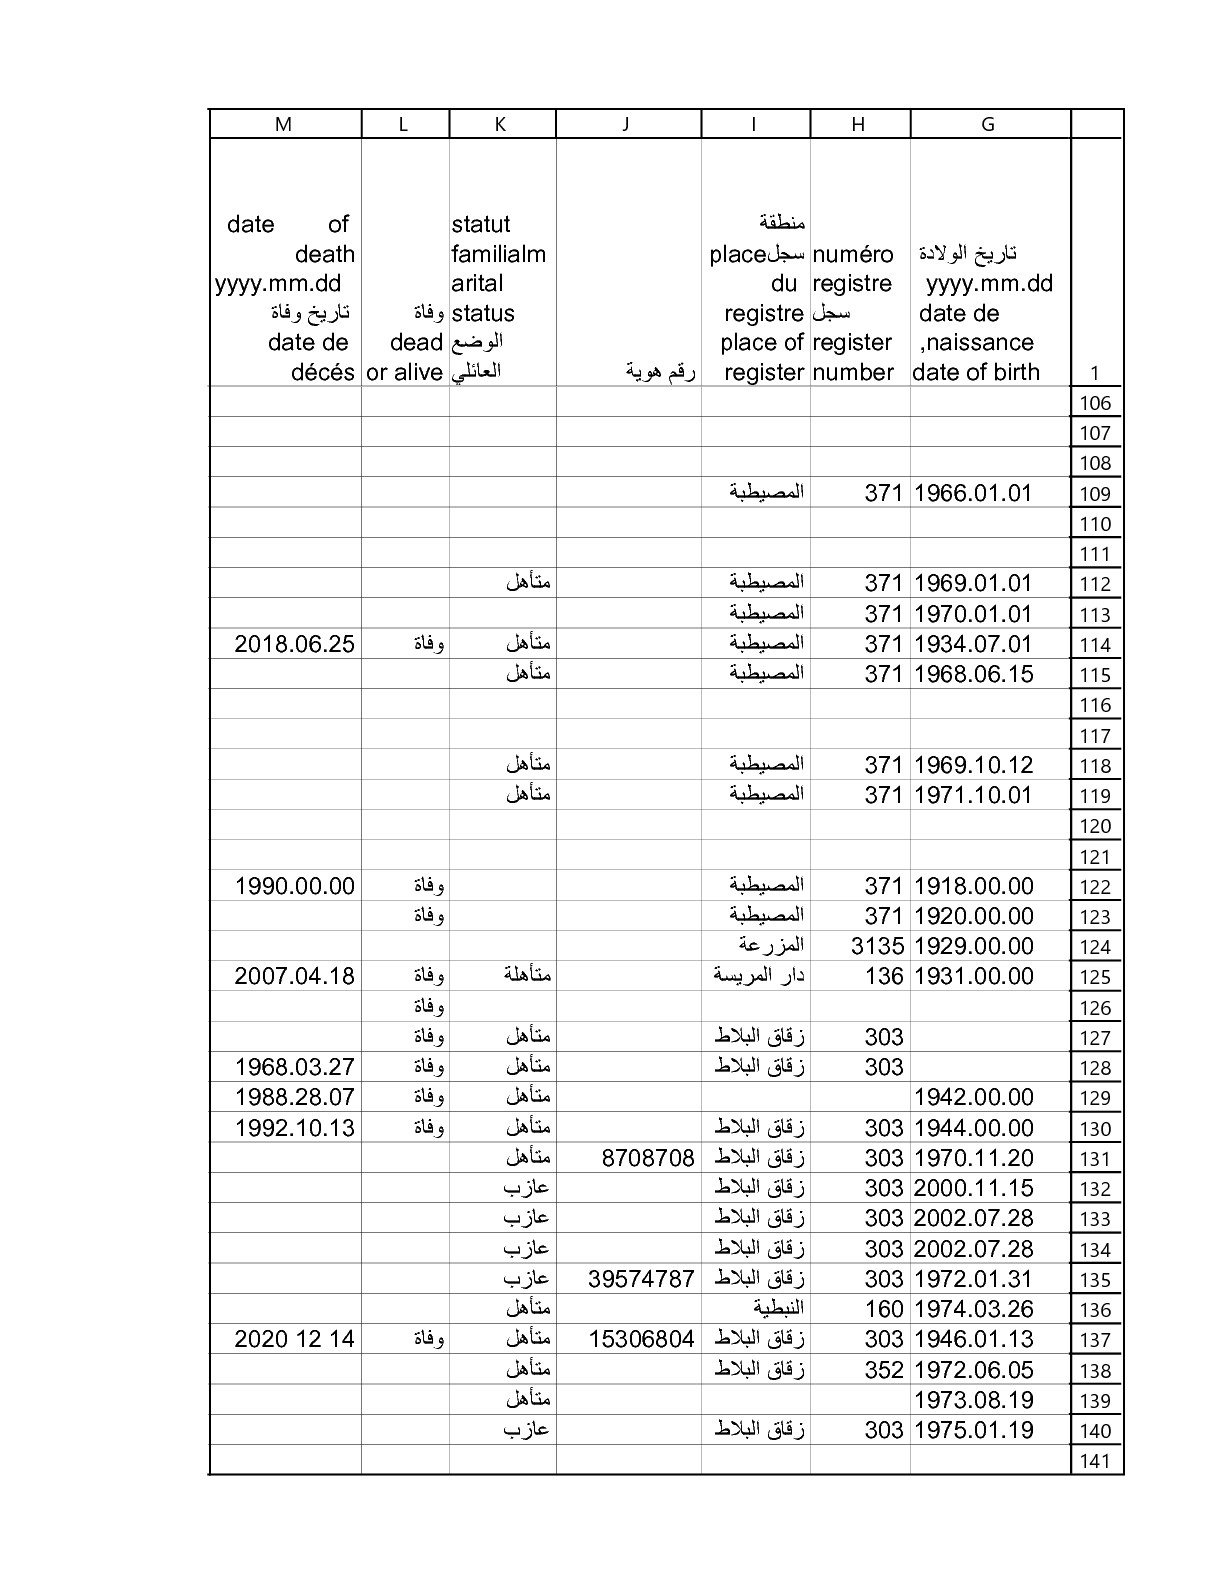 M L K J I H G
date of death yyyy.mm.dd تاريخ وفاة date de décés
وفاة dead or alive
statut familialm arital status الوضع العائلي
رقم هوية
منطقة سجل place du registre place of register
numéro registre سجل register number
تاريخ الولادة yyyy.mm.dd date de naissance, date of birth
1
106
107
108
109 1966.01.01 371 المصيطبة
110
111
112 1969.01.01 371 المصيطبة متأهل
113 1970.01.01 371 المصيطبة
114 1934.07.01 371 المصيطبة متأهل وفاة 2018.06.25
115 1968.06.15 371 المصيطبة متأهل
116
117
118 1969.10.12 371 المصيطبة متأهل
119 1971.10.01 371 المصيطبة متأهل
120
121
122 1918.00.00 371 المصيطبة وفاة 1990.00.00
123 1920.00.00 371 المصيطبة وفاة
124 1929.00.00 3135 المزرعة
125 1931.00.00 136 دار المريسة متأهلة وفاة 2007.04.18
126 وفاة
127 303 زقاق البلاط متأهل وفاة
128 303 زقاق البلاط متأهل وفاة 1968.03.27
129 1942.00.00 متأهل وفاة 1988.28.07
130 1944.00.00 303 زقاق البلاط متأهل وفاة 1992.10.13
131 1970.11.20 303 زقاق البلاط 8708708 متأهل
132 2000.11.15 303 زقاق البلاط عازب
133 2002.07.28 303 زقاق البلاط عازب
134 2002.07.28 303 زقاق البلاط عازب
135 1972.01.31 303 زقاق البلاط 39574787 عازب
136 1974.03.26 160 النبطية متأهل
137 1946.01.13 303 زقاق البلاط 15306804 متأهل وفاة 2020 12 14
138 1972.06.05 352 زقاق البلاط متأهل
139 1973.08.19 متأهل
140 1975.01.19 303 زقاق البلاط عازب
141